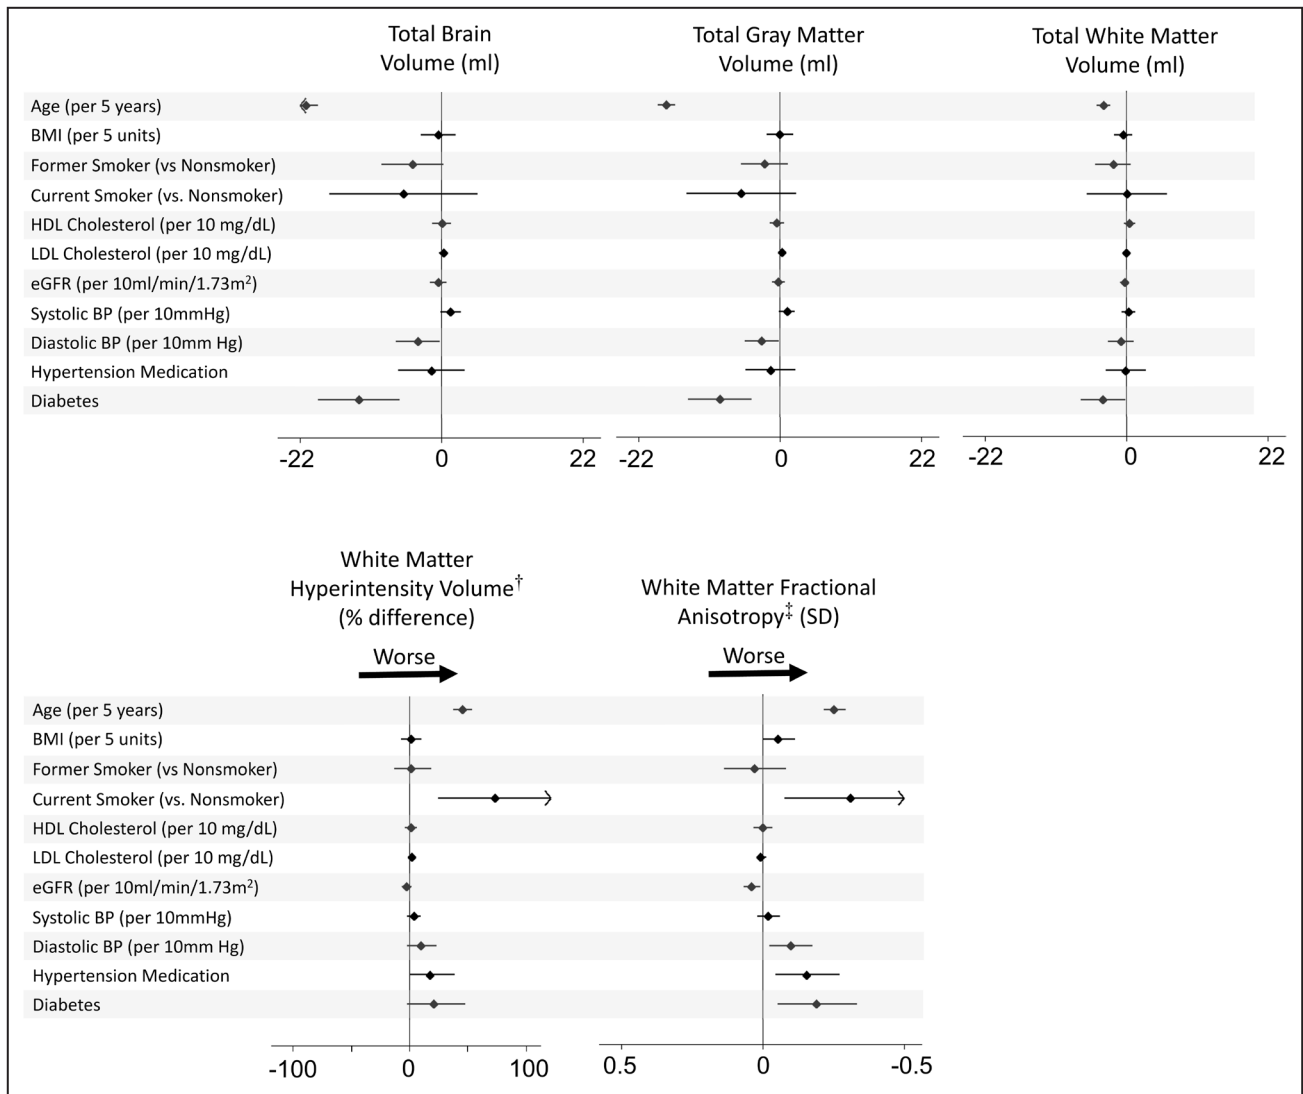 Total Brain
Volume (ml)
Total Gray Matter
Volume (ml)
Total White Matter
Volume (ml)
Age (per 5 years)
BMI (per 5 units)
Former Smoker (vs Nonsmoker)
Current Smoker (vs. Nonsmoker)
HDL Cholesterol (per 10 mg/dL)
LDL Cholesterol (per 10 mg/dL)
eGFR (per 10ml/min/1.73m²)
Systolic BP (per 10mmHg)
Diastolic BP (per 10mm Hg)
Hypertension Medication
Diabetes
-22 0 22 -22 0 22 -22 0 22
White Matter
Hyperintensity Volume†
(% difference)
Worse
White Matter Fractional
Anisotropy‡ (SD)
Worse
Age (per 5 years)
BMI (per 5 units)
Former Smoker (vs Nonsmoker)
Current Smoker (vs. Nonsmoker)
HDL Cholesterol (per 10 mg/dL)
LDL Cholesterol (per 10 mg/dL)
eGFR (per 10ml/min/1.73m²)
Systolic BP (per 10mmHg)
Diastolic BP (per 10mm Hg)
Hypertension Medication
Diabetes
-100 0 100 0.5 0 -0.5